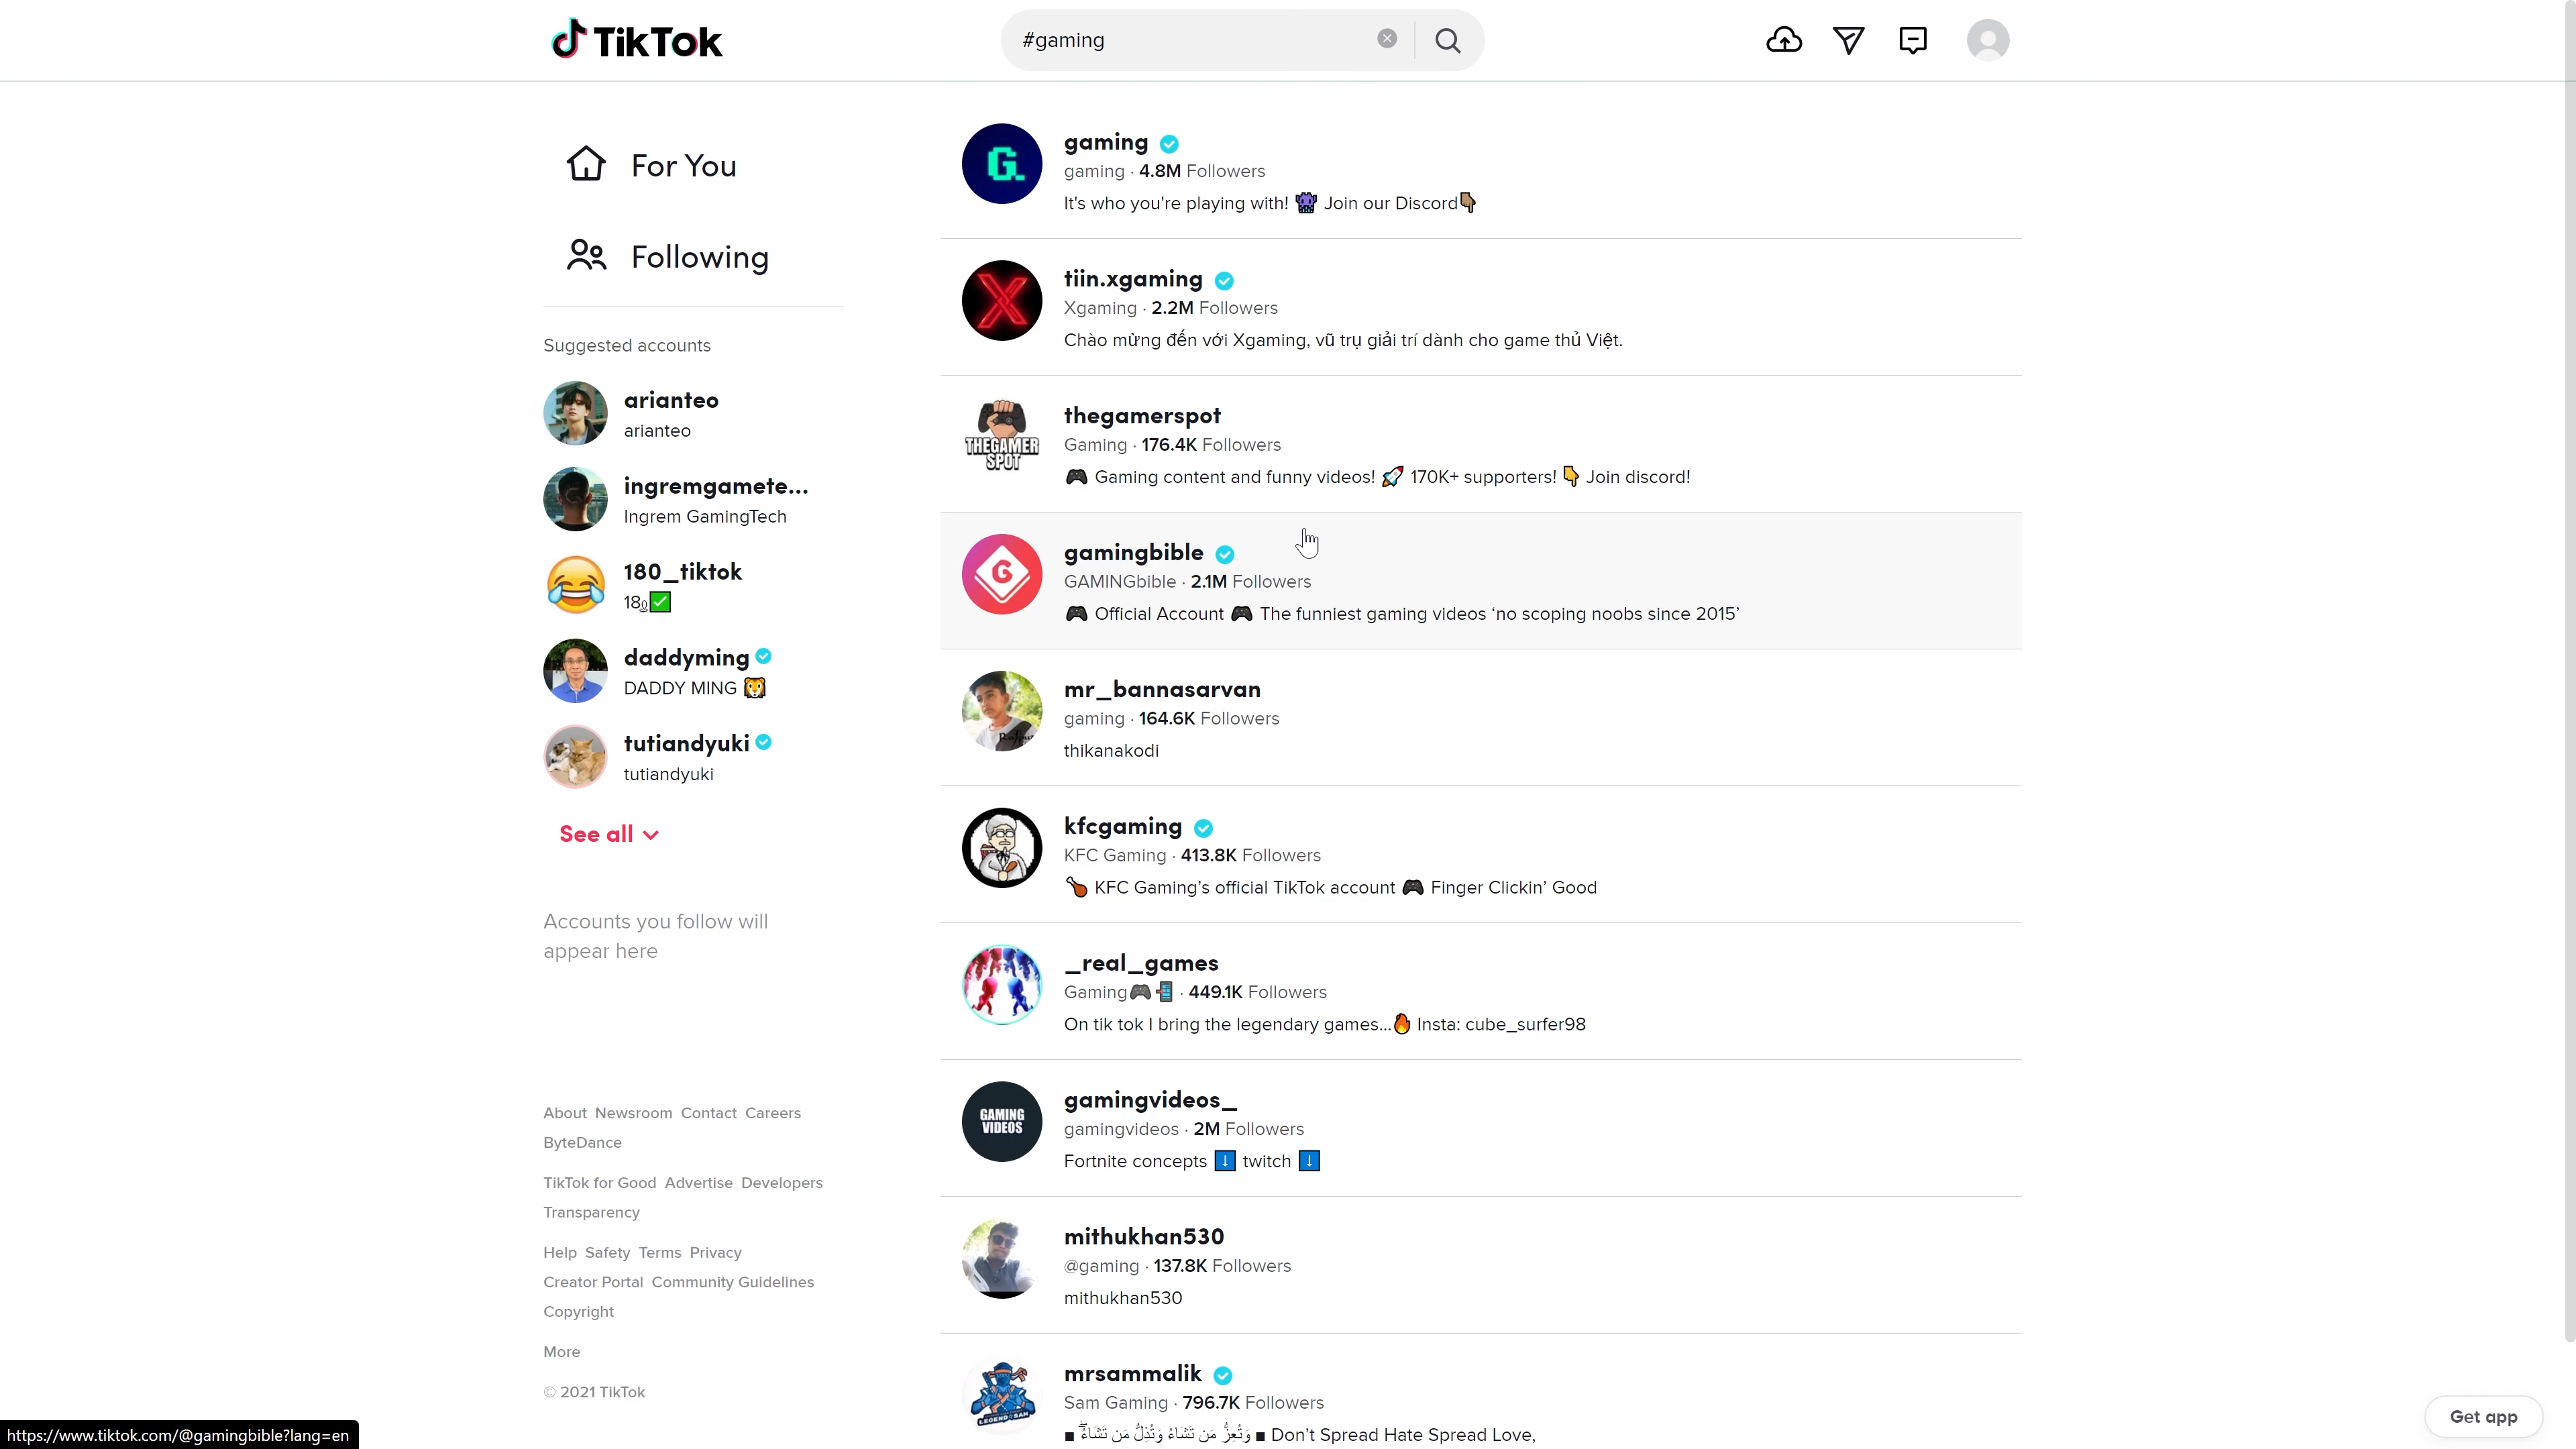 TikTok
#gaming
For You
Following
Suggested accounts
arianteo
arianteo
ingremgamete...
Ingrem GamingTech
180_tiktok
18
daddyming
DADDY MING 🐯
tutiandyuki
tutiandyuki
See all
Accounts you follow will
appear here
About Newsroom Contact Careers
ByteDance
TikTok for Good Advertise Developers
Transparency
Help Safety Terms Privacy
Creator Portal Community Guidelines
Copyright
More
© 2021 TikTok
https://www.tiktok.com/@gamingbible?lang=en
G.
gaming
gaming · 4.8M Followers
It's who you're playing with! 👾 Join our Discord👇🏾
X
tiin.xgaming
Xgaming · 2.2M Followers
Chào mừng đến với Xgaming, vũ trụ giải trí dành cho game thủ Việt.
THEGAMER
SPOT
thegamerspot
Gaming · 176.4K Followers
🎮 Gaming content and funny videos! 🚀 170K+ supporters! 👇 Join discord!
G
gamingbible
GAMINGbible · 2.1M Followers
🎮 Official Account 🎮 The funniest gaming videos ‘no scoping noobs since 2015’
mr_bannasarvan
gaming · 164.6K Followers
thikanakodi
kfcgaming
KFC Gaming · 413.8K Followers
🍗 KFC Gaming’s official TikTok account 🎮 Finger Clickin’ Good
_real_games
Gaming🎮📲 · 449.1K Followers
On tik tok I bring the legendary games...🔥 Insta: cube_surfer98
GAMING
VIDEOS
gamingvideos_
gamingvideos · 2M Followers
Fortnite concepts ⬇️ twitch ⬇️
mithukhan530
@gaming · 137.8K Followers
mithukhan530
mrsammalik
Sam Gaming · 796.7K Followers
■ وَتُعِزُّ مَن تَشَاءُ وَتُذِلُّ مَن تَشَاءُ ■ Don’t Spread Hate Spread Love,
Get app